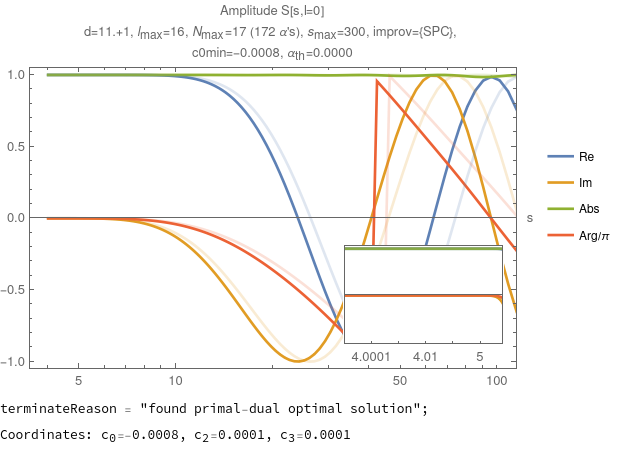 Amplitude S[s,l=0]
d=11.+1, lmax=16, Nmax=17 (172 α's), smax=300, improv={SPC},
c0min=-0.0008, αth=0.0000
1.0
0.5
0.0
-0.5
-1.0
5
10
50
100
s
4.0001
4.01
5
Re
Im
Abs
Arg/π
terminateReason = "found primal-dual optimal solution";
Coordinates: c0=-0.0008, c2=0.0001, c3=0.0001